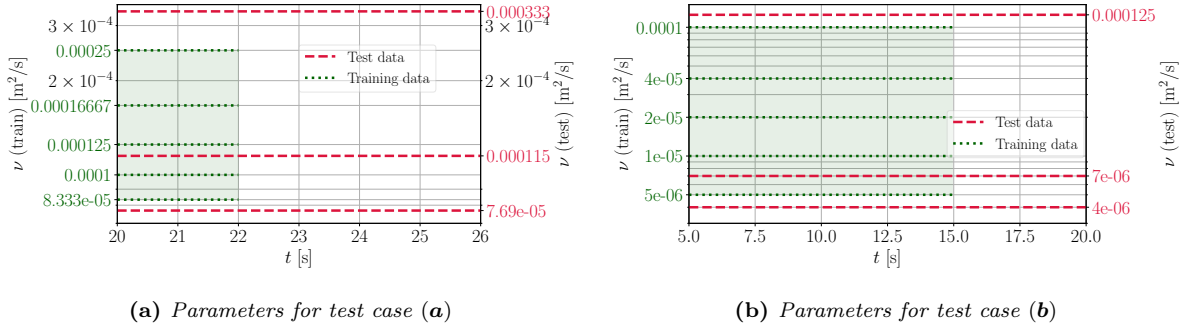 0.000333
3 × 10⁻⁴
3 × 10⁻⁴
0.00025
Test data
Training data
2 × 10⁻⁴
2 × 10⁻⁴
0.00016667
0.000125
0.000115
0.0001
8.333e-05
7.69e-05
ν (train) [m²/s]
ν (test) [m²/s]
20 21 22 23 24 25 26
t [s]
(a) Parameters for test case (a)
0.000125
0.0001
4e-05
2e-05
Test data
Training data
1e-05
7e-06
5e-06
4e-06
ν (train) [m²/s]
ν (test) [m²/s]
5.0 7.5 10.0 12.5 15.0 17.5 20.0
t [s]
(b) Parameters for test case (b)